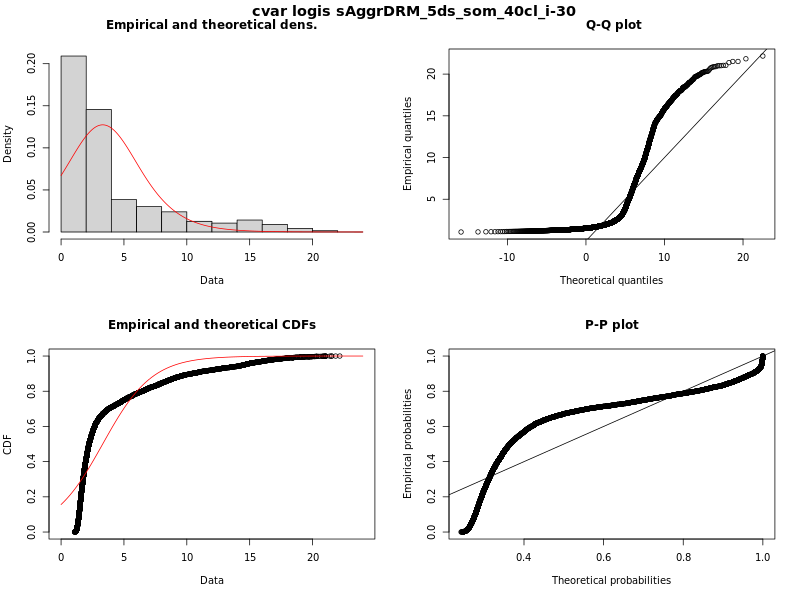 cvar logis sAggrDRM_5ds_som_40cl_i-30
Empirical and theoretical dens.
Density
0.00 0.05 0.10 0.15 0.20
0 5 10 15 20
Data
Q-Q plot
Empirical quantiles
5 10 15 20
-10 0 10 20
Theoretical quantiles
Empirical and theoretical CDFs
CDF
0.0 0.2 0.4 0.6 0.8 1.0
0 5 10 15 20
Data
P-P plot
Empirical probabilities
0.0 0.2 0.4 0.6 0.8 1.0
0.4 0.6 0.8 1.0
Theoretical probabilities